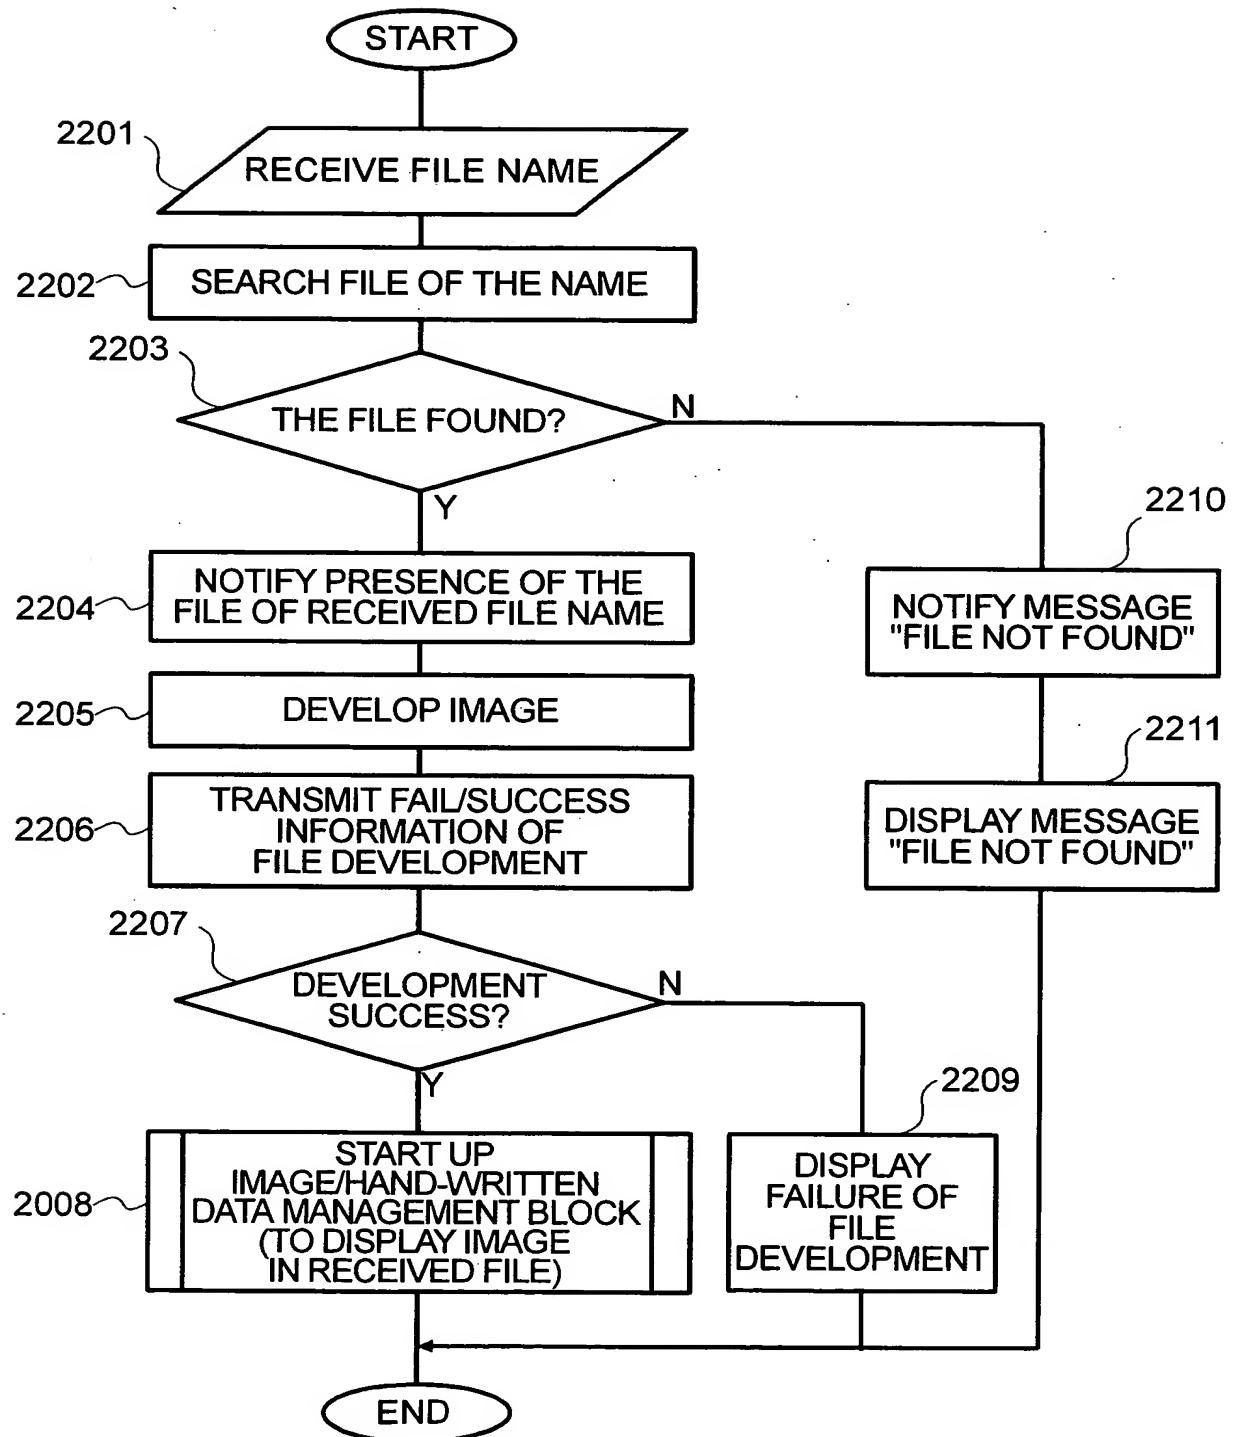 START
2201
RECEIVE FILE NAME
2202
SEARCH FILE OF THE NAME
2203
THE FILE FOUND?
N
Y
2204
NOTIFY PRESENCE OF THE
FILE OF RECEIVED FILE NAME
2210
NOTIFY MESSAGE
"FILE NOT FOUND"
2205
DEVELOP IMAGE
2211
DISPLAY MESSAGE
"FILE NOT FOUND"
2206
TRANSMIT FAIL/SUCCESS
INFORMATION OF
FILE DEVELOPMENT
2207
DEVELOPMENT
SUCCESS?
N
Y
2008
START UP
IMAGE/HAND-WRITTEN
DATA MANAGEMENT BLOCK
(TO DISPLAY IMAGE
IN RECEIVED FILE)
2209
DISPLAY
FAILURE OF
FILE
DEVELOPMENT
END